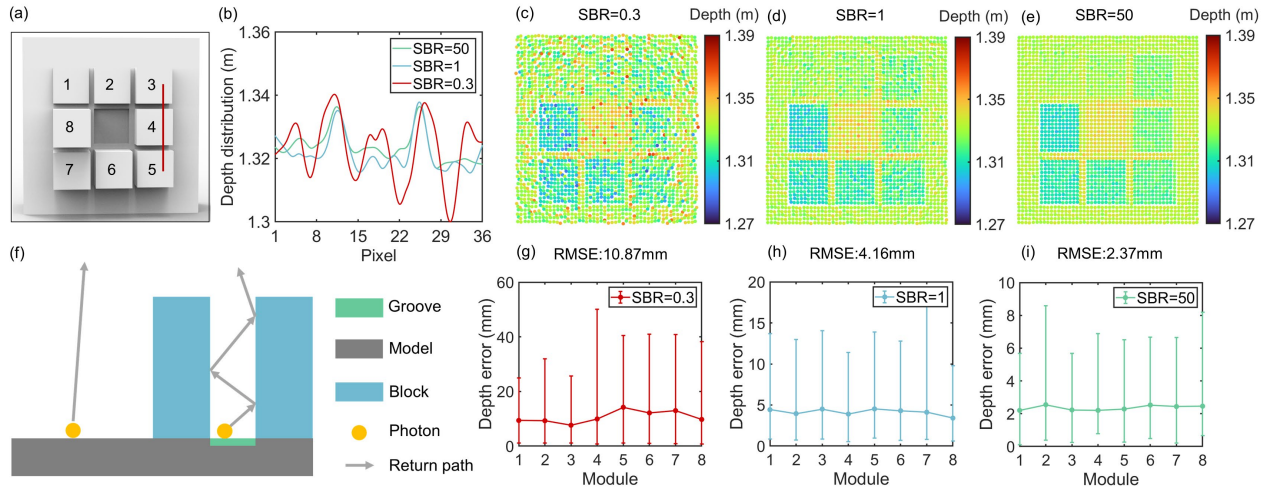 (a)
1 2 3
8 4
7 6 5
(b)
Depth distribution (m)
1.36
1.34
1.32
1.3
SBR=50
SBR=1
SBR=0.3
1 8 15 22 29 36
Pixel
(c) SBR=0.3 Depth (m)
1.39
1.35
1.31
1.27
(d) SBR=1 Depth (m)
1.39
1.35
1.31
1.27
(e) SBR=50 Depth (m)
1.39
1.35
1.31
1.27
(f)
Groove
Model
Block
Photon
Return path
(g) RMSE:10.87mm
Depth error (mm)
60
40
20
0
SBR=0.3
1 2 3 4 5 6 7 8
Module
(h) RMSE:4.16mm
Depth error (mm)
20
15
10
5
0
SBR=1
1 2 3 4 5 6 7 8
Module
(i) RMSE:2.37mm
Depth error (mm)
10
8
6
4
2
0
SBR=50
1 2 3 4 5 6 7 8
Module